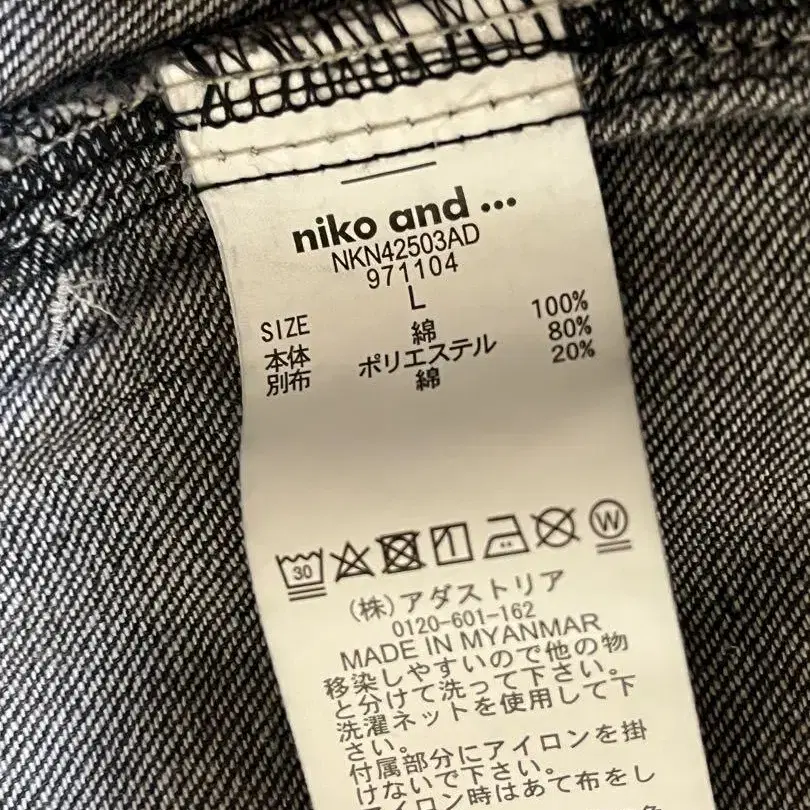 niko and ...
NKN42503AD
971104
SIZE L
本体 綿 100%
別布 ポリエステル 80%
綿 20%
30 W
(株)アダストリア
0120-601-162
MADE IN MYANMAR
移染しやすいので他の物
と分けて洗って下さい。
洗濯ネットを使用して下
さい。
付属部分にアイロンを掛
けないで下さい。
アイロン時はあて布をし